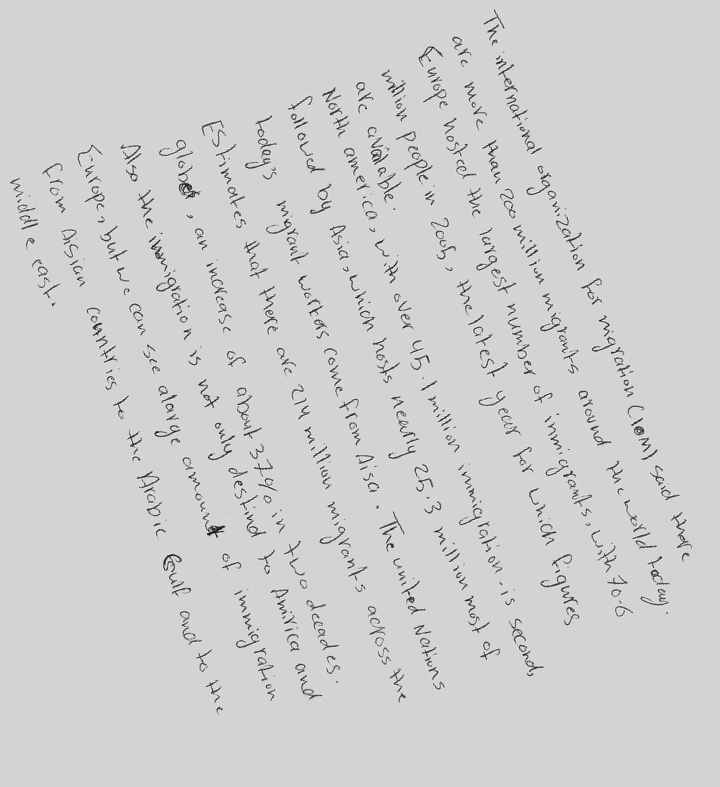 The international organization for migration (IOM) said there
are more than 200 million migrants around the world today.
Europe hosted the largest number of immigrants, with 70.6
million people in 2005, the latest year for which figures
are available.
North america, with over 45.1 million immigration. is second,
followed by Asia, which hosts nearly 25.3 million most of
today's migrant workers come from Aisa. The united Nations
Estimates that there are 214 million migrants across the
globe, an increase of about 37% in two decades.
Also the immigration is not only destind to Amirica and
Europe, but we can see alarge amount of immigration
from Aisian countries to the Arabic Gulf and to the
middle east.